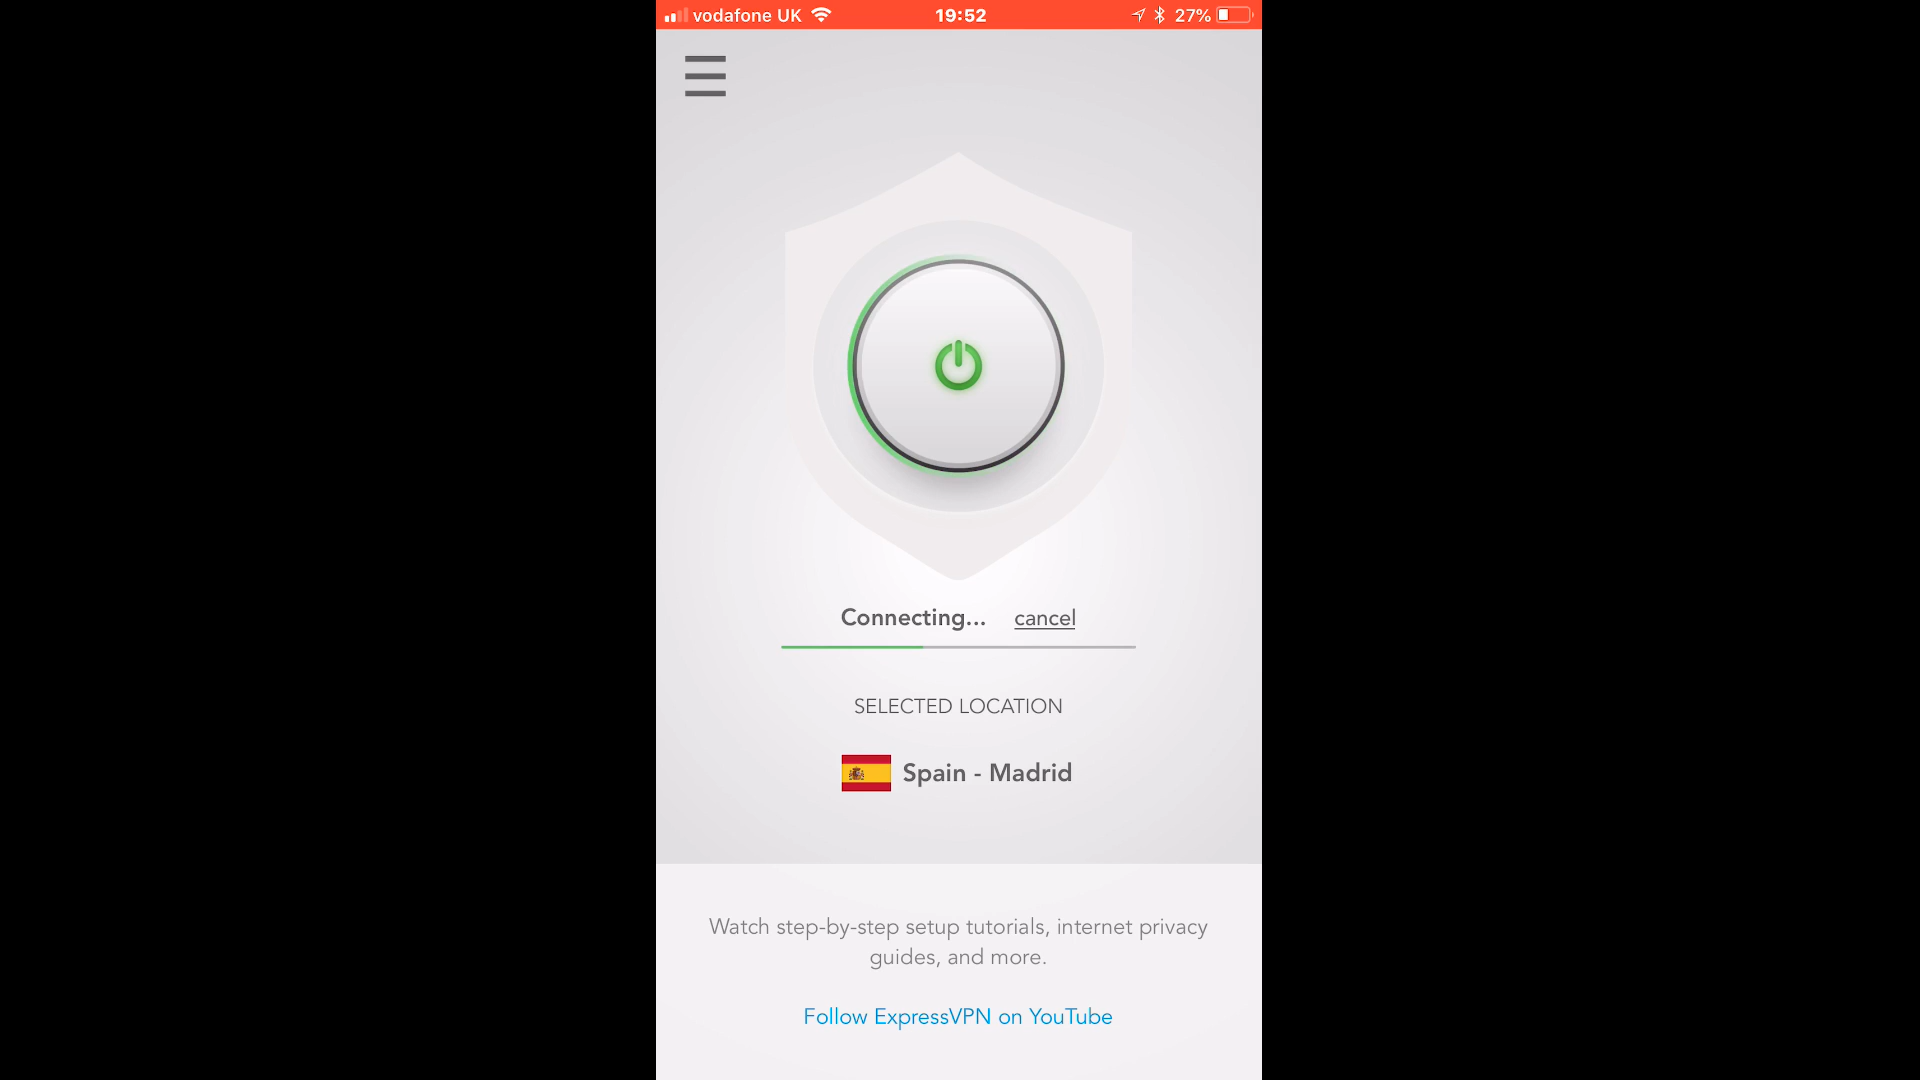 vodafone UK 19:52 27%
Connecting... cancel
SELECTED LOCATION
Spain - Madrid
Watch step-by-step setup tutorials, internet privacy
guides, and more.
Follow ExpressVPN on YouTube